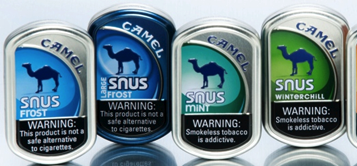 CAMEL
SNUS
FROST
WARNING:
This product is not a
safe alternative
to cigarettes.
CAMEL
LARGE
SNUS
FROST
WARNING:
This product is not a
safe alternative
to cigarettes.
CAMEL
SNUS
MINT
WARNING:
Smokeless tobacco
is addictive.
CAMEL
SNUS
WINTERCHILL
WARNING:
Smokeless tobacco
is addictive.